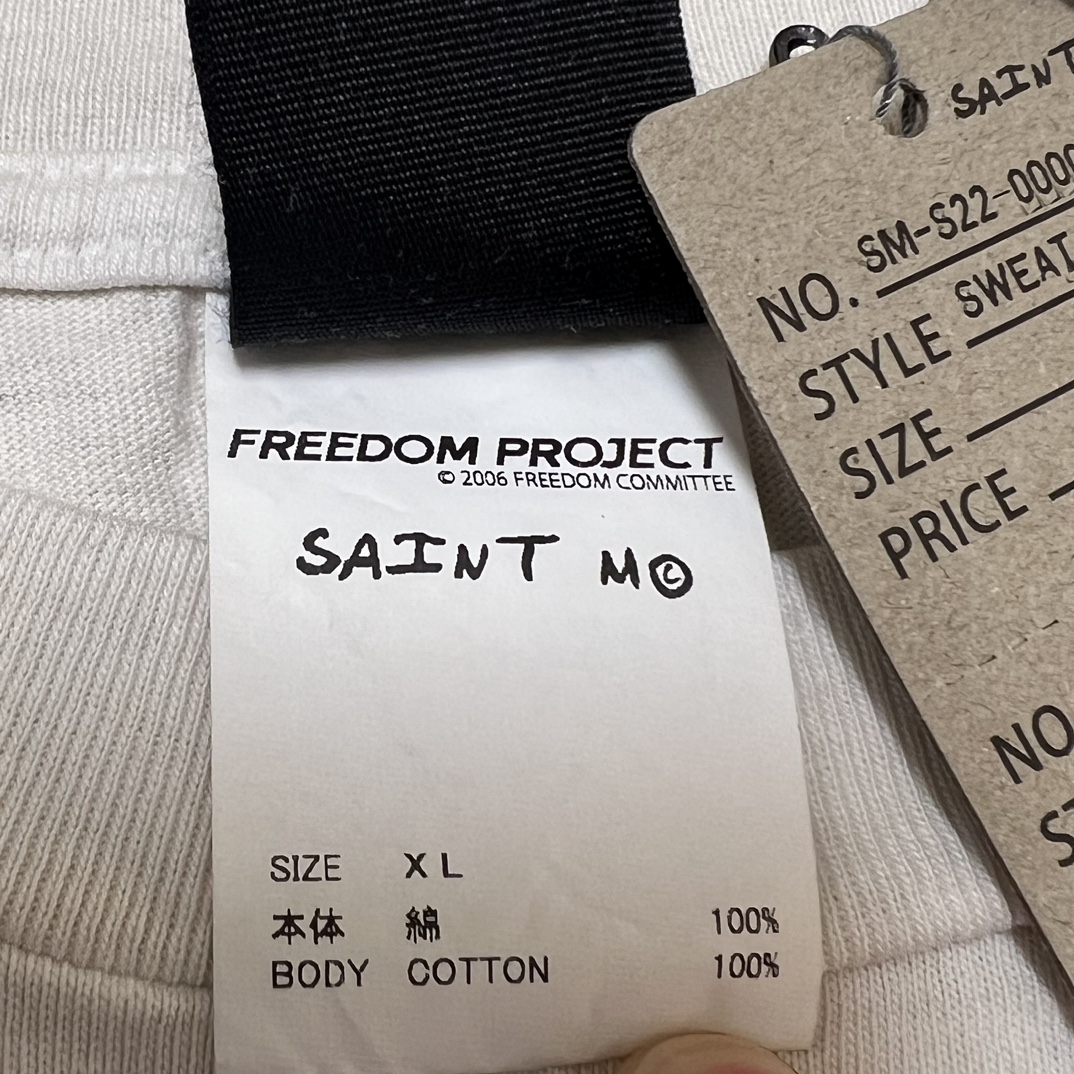 FREEDOM PROJECT
© 2006 FREEDOM COMMITTEE
SAINT M©
SIZE XL
本体 綿 100%
BODY COTTON 100%
SAINT
NO. SM-S22-0000
STYLE SWEAT
SIZE
PRICE
NO